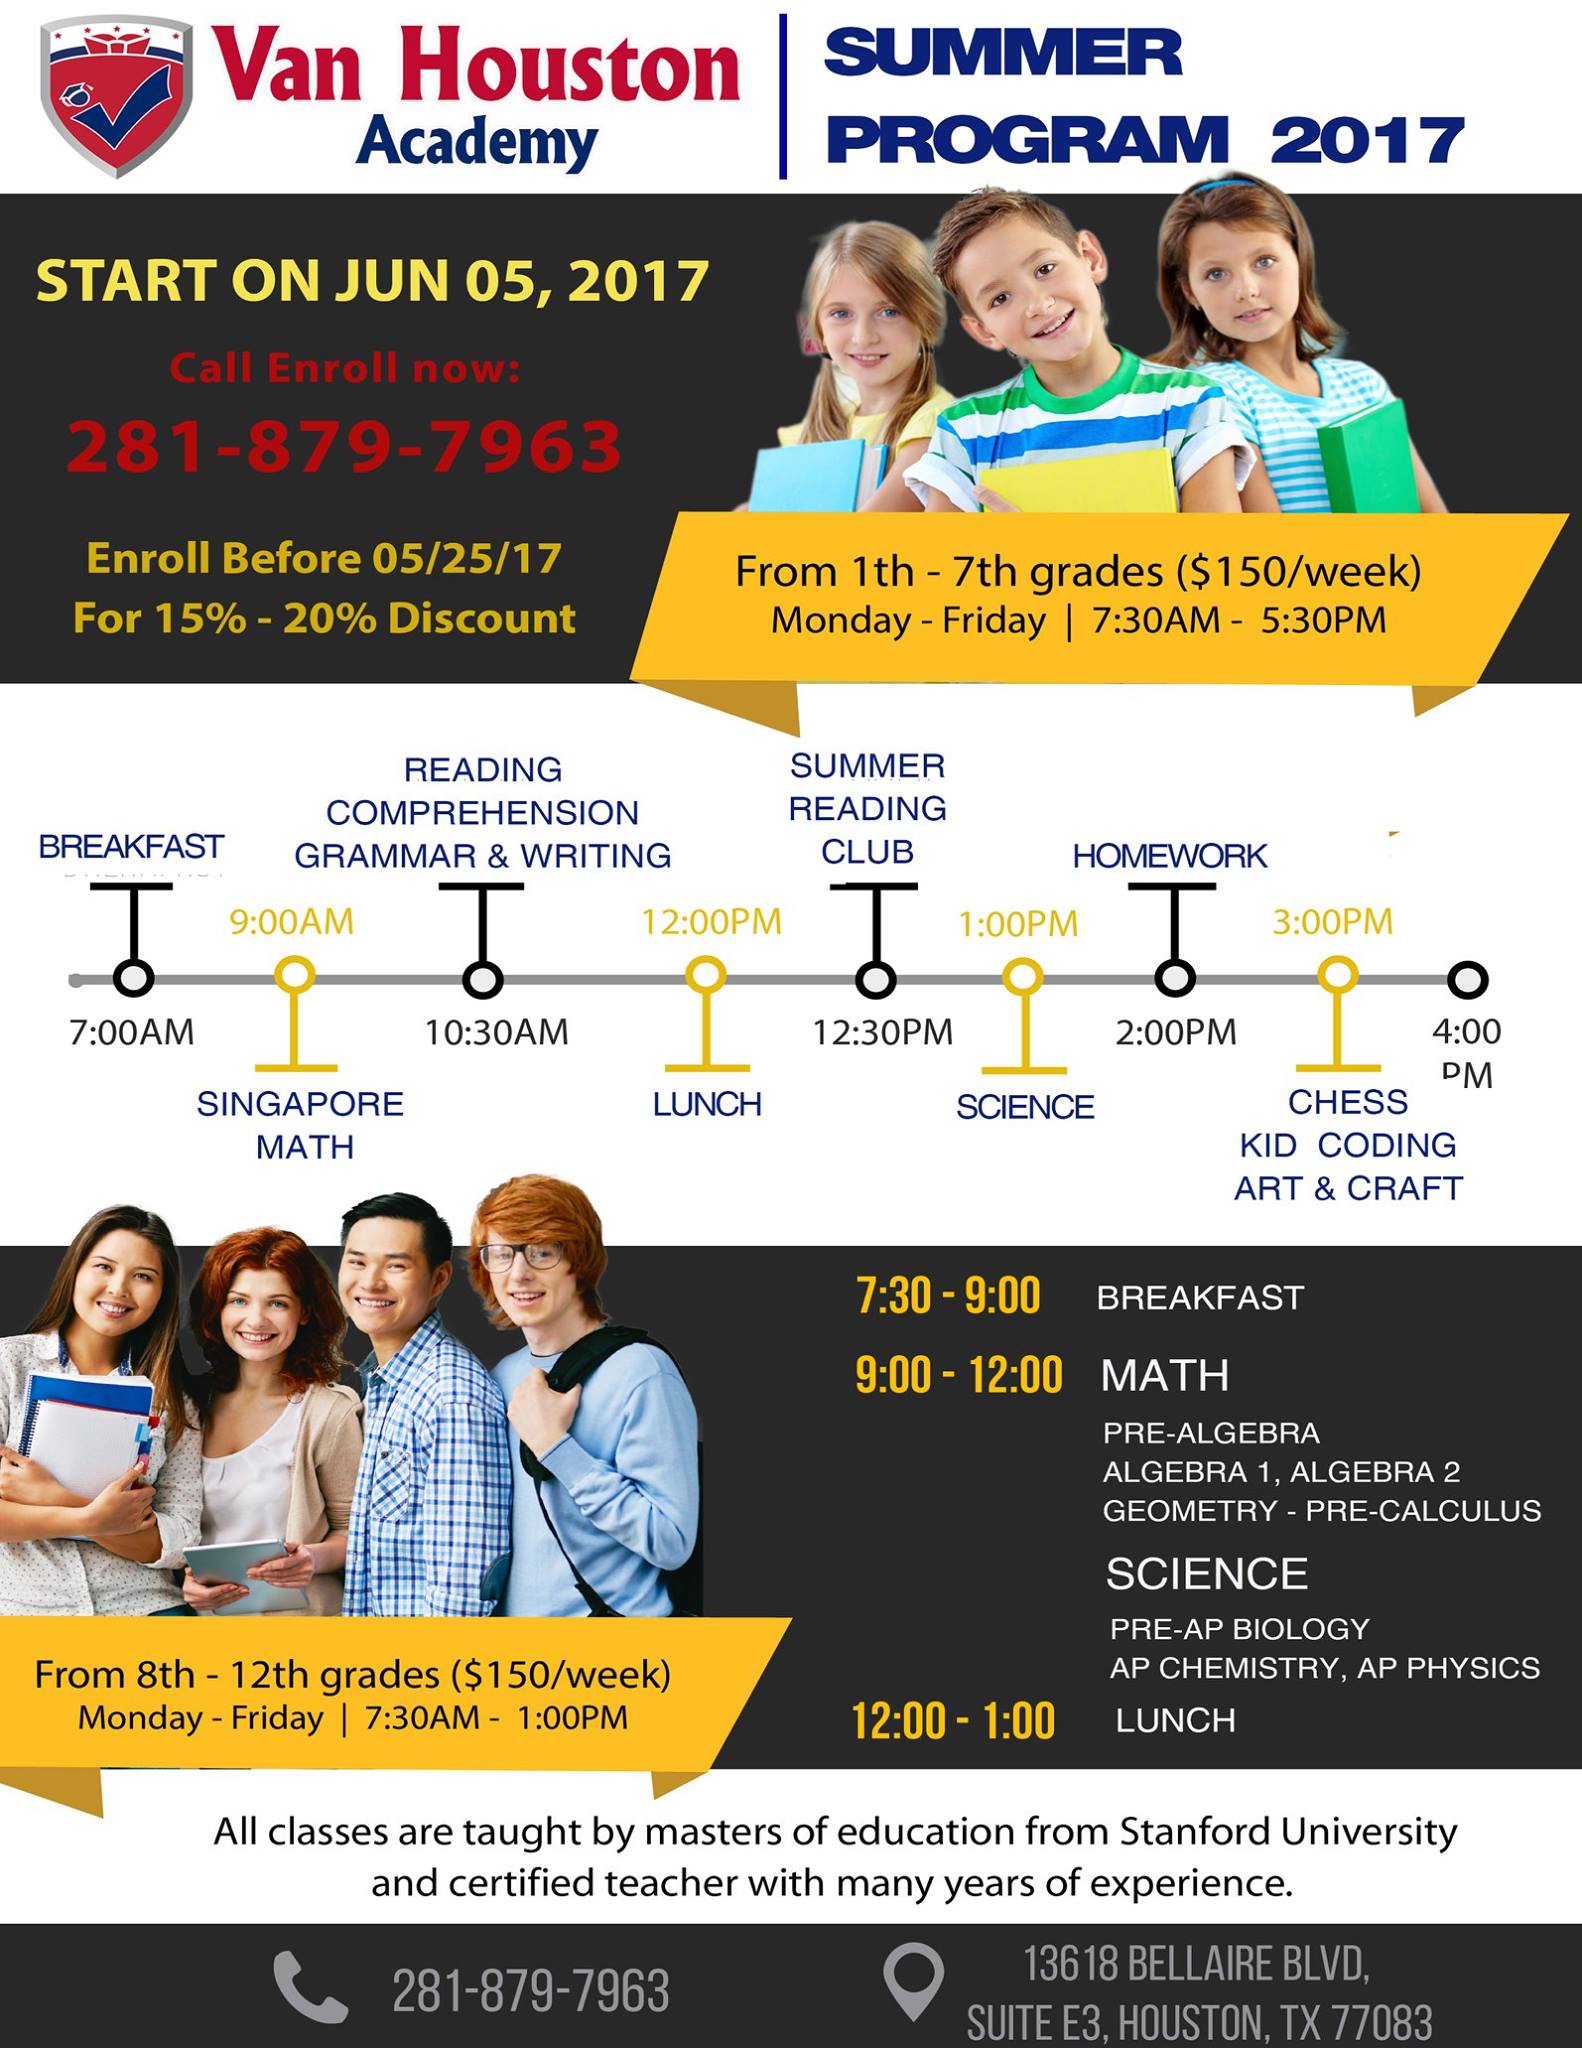 Van Houston
Academy
SUMMER
PROGRAM 2017
START ON JUN 05, 2017
Call Enroll now:
281-879-7963
Enroll Before 05/25/17
For 15% - 20% Discount
From 1th - 7th grades ($150/week)
Monday - Friday | 7:30AM - 5:30PM
BREAKFAST
READING
COMPREHENSION
GRAMMAR & WRITING
SUMMER
READING
CLUB
HOMEWORK
9:00AM
12:00PM
1:00PM
3:00PM
7:00AM
10:30AM
12:30PM
2:00PM
4:00
PM
SINGAPORE
MATH
LUNCH
SCIENCE
CHESS
KID CODING
ART & CRAFT
7:30 - 9:00 BREAKFAST
9:00 - 12:00 MATH
PRE-ALGEBRA
ALGEBRA 1, ALGEBRA 2
GEOMETRY - PRE-CALCULUS
SCIENCE
PRE-AP BIOLOGY
AP CHEMISTRY, AP PHYSICS
12:00 - 1:00 LUNCH
From 8th - 12th grades ($150/week)
Monday - Friday | 7:30AM - 1:00PM
All classes are taught by masters of education from Stanford University
and certified teacher with many years of experience.
281-879-7963
13618 BELLAIRE BLVD,
SUITE E3, HOUSTON, TX 77083